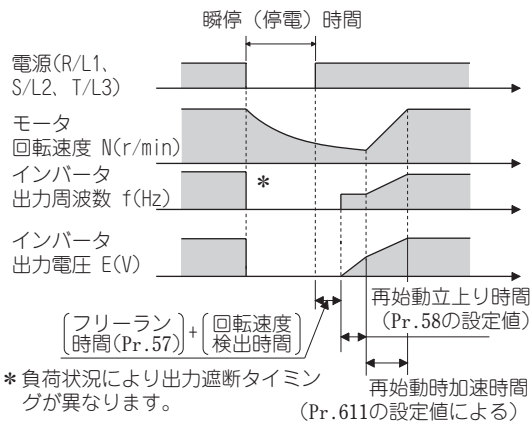 瞬停（停電）時間
電源(R/L1、
S/L2、T/L3)
モータ
回転速度 N(r/min)
インバータ
出力周波数 f(Hz)
*
インバータ
出力電圧 E(V)
フリーラン
時間(Pr.57)
+
回転速度
検出時間
再始動立上り時間
(Pr.58の設定値)
*負荷状況により出力遮断タイミン
グが異なります。
再始動時加速時間
(Pr.611の設定値による)